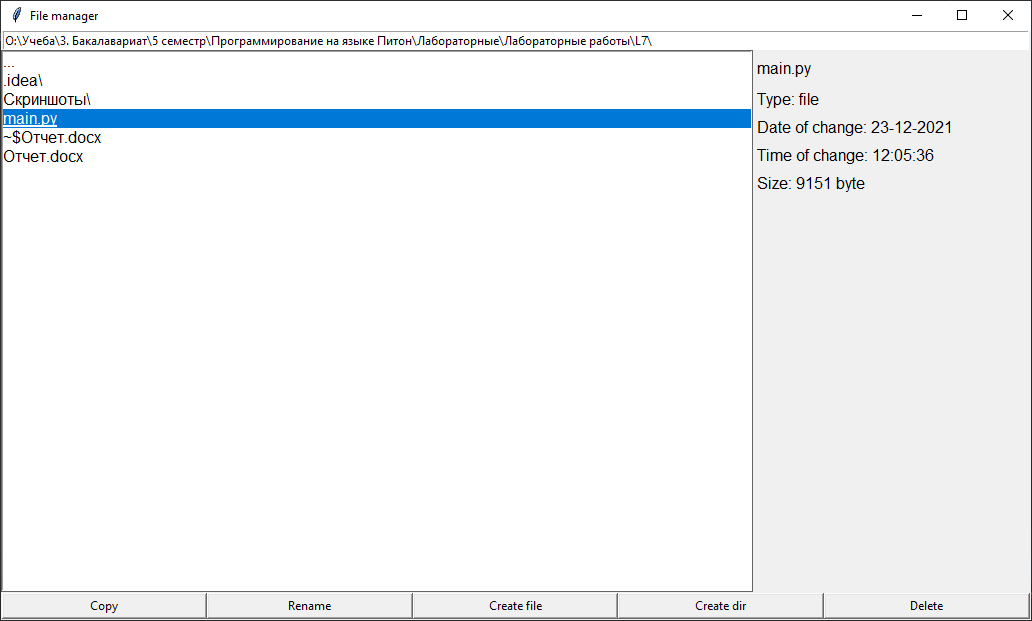 File manager
O:\Учеба\3. Бакалавариат\5 семестр\Программирование на языке Питон\Лабораторные\Лабораторные работы\L7\
...
.idea\
Скриншоты\
main.py
~$Отчет.docx
Отчет.docx
main.py
Type: file
Date of change: 23-12-2021
Time of change: 12:05:36
Size: 9151 byte
Copy
Rename
Create file
Create dir
Delete